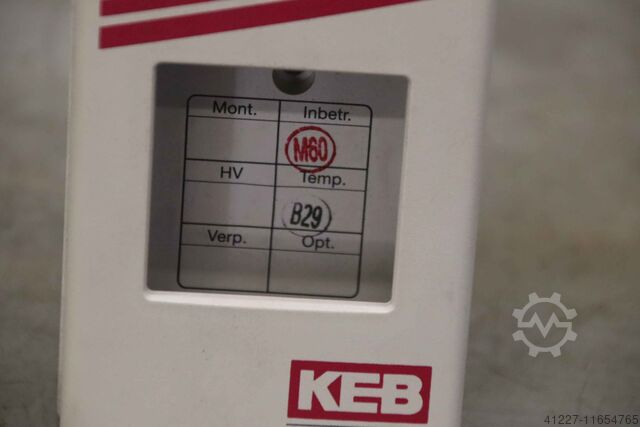 Mont. Inbetr.
M60
HV Temp.
B29
Verp. Opt.
KEB
41227-11654765